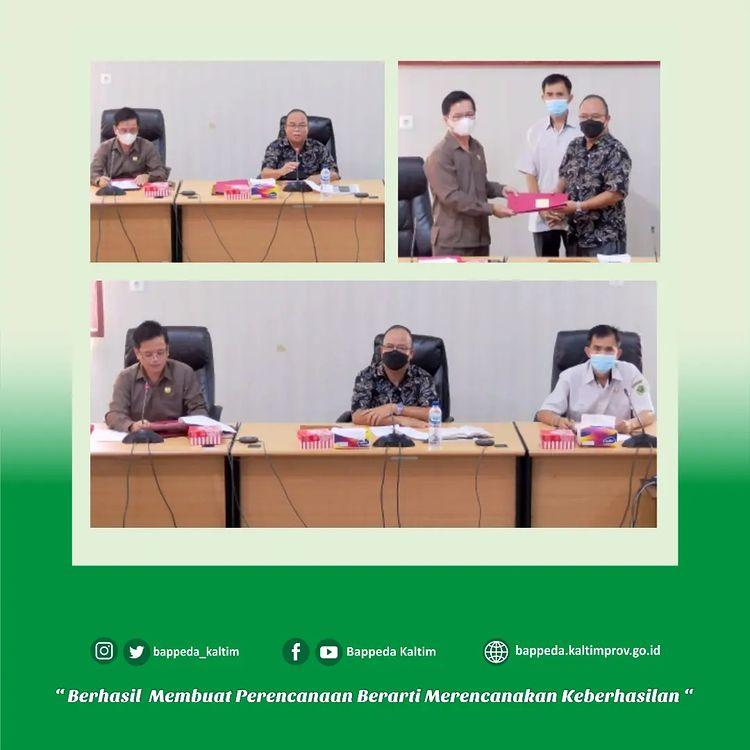 bappeda_kaltim
Bappeda Kaltim
bappeda.kaltimprov.go.id
“ Berhasil  Membuat Perencanaan Berarti Merencanakan Keberhasilan “